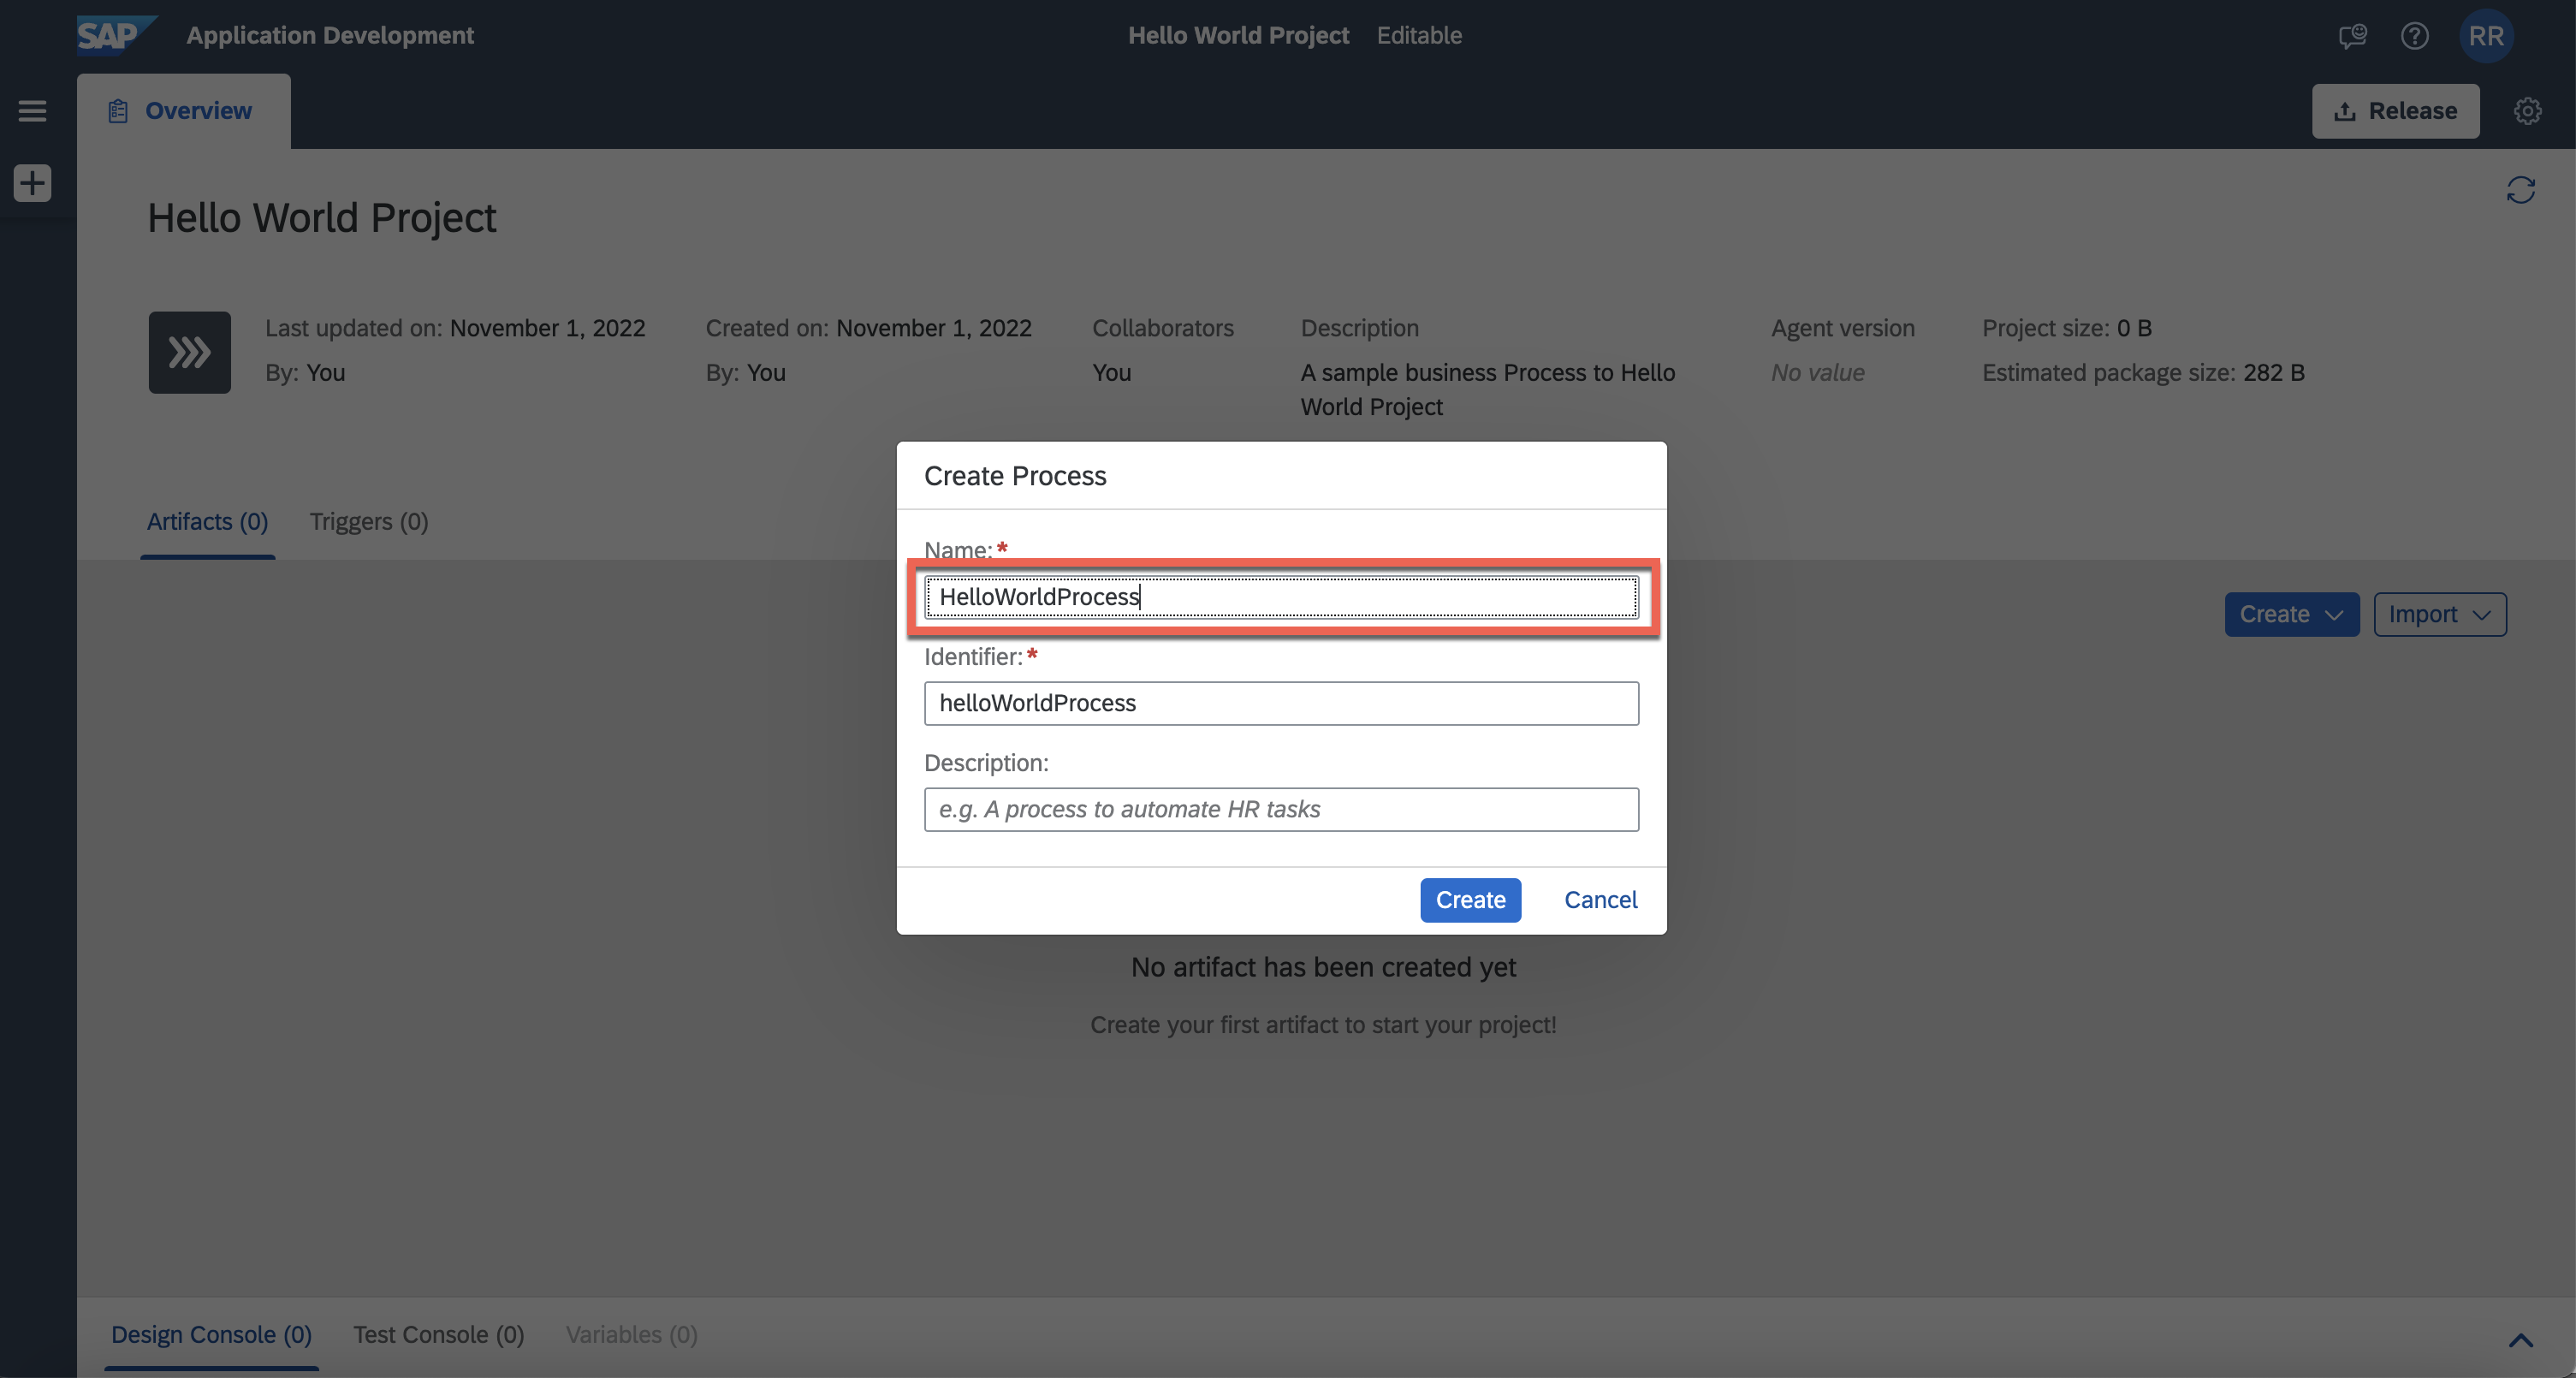 SAP Application Development
Hello World Project Editable
RR
Overview
Release
Hello World Project
Last updated on: November 1, 2022
By: You
Created on: November 1, 2022
By: You
Collaborators
You
Description
A sample business Process to Hello
World Project
Agent version
No value
Project size: 0 B
Estimated package size: 282 B
Artifacts (0)
Triggers (0)
Create
Import
Create Process
Name:*
HelloWorldProcess
Identifier:*
helloWorldProcess
Description:
e.g. A process to automate HR tasks
Create
Cancel
No artifact has been created yet
Create your first artifact to start your project!
Design Console (0)
Test Console (0)
Variables (0)